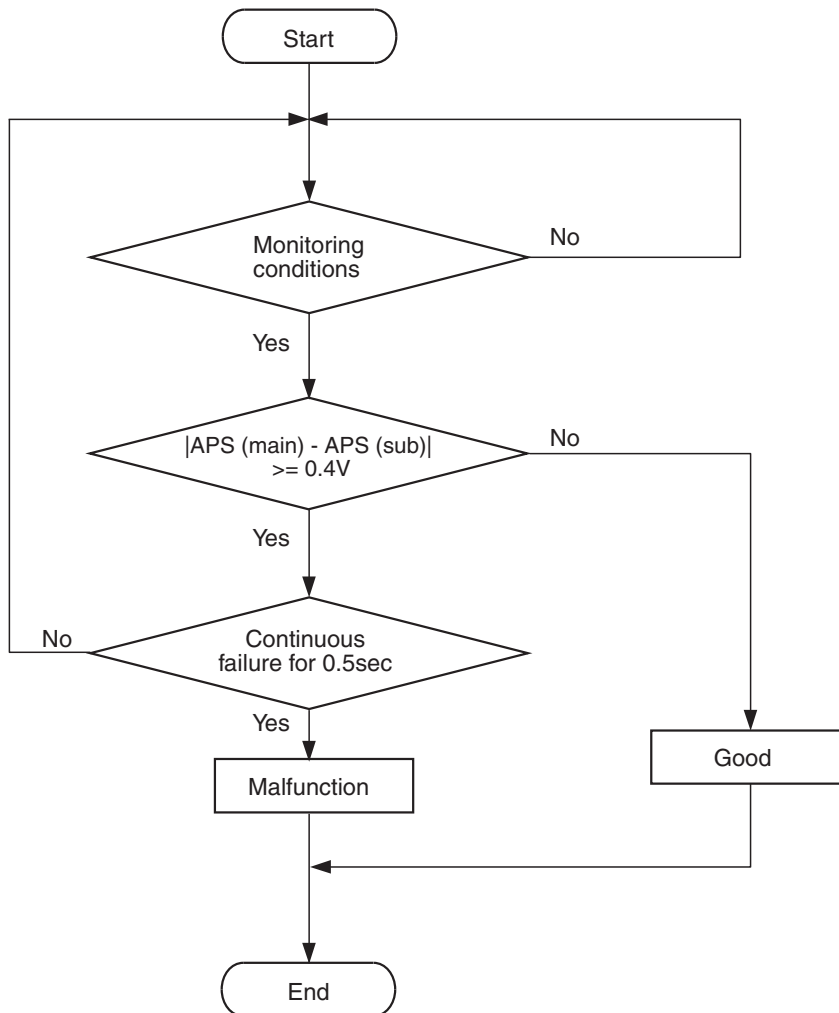 Start
Monitoring
conditions
No
Yes
|APS (main) - APS (sub)|
>= 0.4V
No
Yes
Continuous
failure for 0.5sec
No
Yes
Malfunction
Good
End